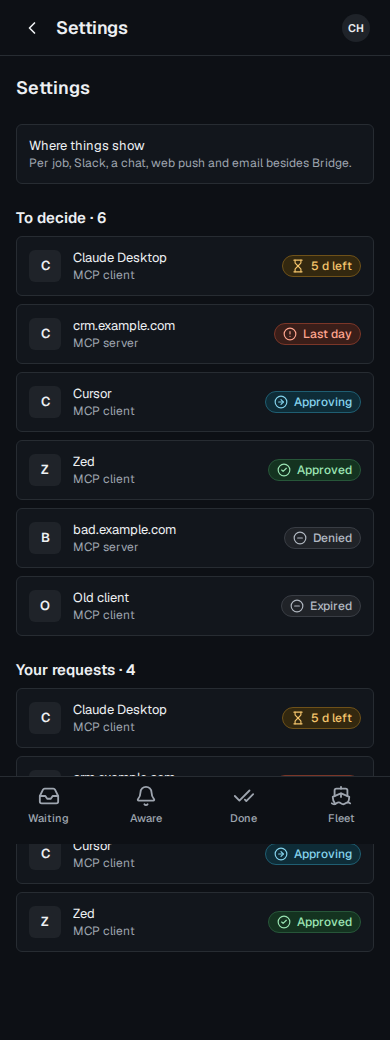 Settings
CH
Settings
Where things show
Per job, Slack, a chat, web push and email besides Bridge.
To decide · 6
C
Claude Desktop
MCP client
5 d left
C
crm.example.com
MCP server
Last day
C
Cursor
MCP client
Approving
Z
Zed
MCP client
Approved
B
bad.example.com
MCP server
Denied
O
Old client
MCP client
Expired
Your requests · 4
C
Claude Desktop
MCP client
5 d left
Waiting
Aware
Done
Fleet
C
Cursor
MCP client
Approving
Z
Zed
MCP client
Approved